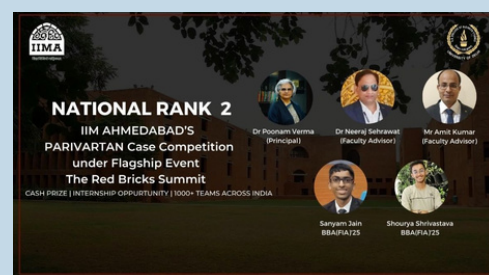 IIMA
NATIONAL RANK 2
IIM AHMEDABAD'S
PARIVARTAN Case Competition
under Flagship Event
The Red Bricks Summit
CASH PRIZE | INTERNSHIP OPPURTUNITY | 1000+ TEAMS ACROSS INDIA
Dr Poonam Verma
(Principal)
Dr Neeraj Sehrawat
(Faculty Advisor)
Mr Amit Kumar
(Faculty Advisor)
Sanyam Jain
BBA(FIA)'25
Shourya Shrivastava
BBA(FIA)'25